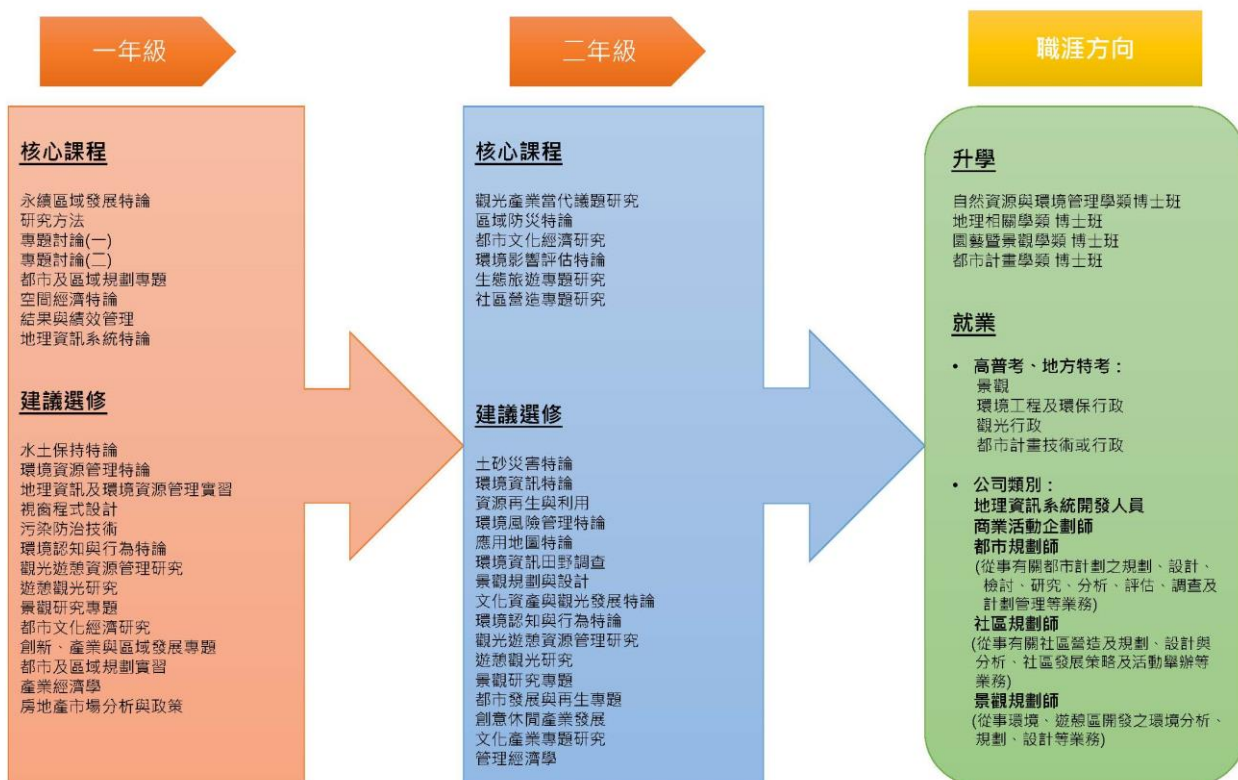 一年級
核心課程
永續區域發展特論
研究方法
專題討論(一)
專題討論(二)
都市及區域規劃專題
空間經濟特論
結果與績效管理
地理資訊系統特論
建議選修
水土保持特論
環境資源管理特論
地理資訊及環境資源管理實習
視窗程式設計
污染防治技術
環境認知與行為特論
觀光遊憩資源管理研究
遊憩觀光研究
景觀研究專題
都市文化經濟研究
創新、產業與區域發展專題
都市及區域規劃實習
產業經濟學
房地產市場分析與政策
二年級
核心課程
觀光產業當代議題研究
區域防災特論
都市文化經濟研究
環境影響評估特論
生態旅遊專題研究
社區營造專題研究
建議選修
土砂災害特論
環境資訊特論
資源再生與利用
環境風險管理特論
應用地圖特論
環境資訊田野調查
景觀規劃與設計
文化資產與觀光發展特論
環境認知與行為特論
觀光遊憩資源管理研究
遊憩觀光研究
景觀研究專題
都市發展與再生專題
創意休閒產業發展
文化產業專題研究
管理經濟學
職涯方向
升學
自然資源與環境管理學類博士班
地理相關學類 博士班
園藝暨景觀學類 博士班
都市計畫學類 博士班
就業
• 高普考、地方特考：
景觀
環境工程及環保行政
觀光行政
都市計畫技術或行政
• 公司類別：
地理資訊系統開發人員
商業活動企劃師
都市規劃師
(從事有關都市計劃之規劃、設計、
檢討、研究、分析、評估、調查及
計劃管理等業務)
社區規劃師
(從事有關社區營造及規劃、設計與
分析、社區發展策略及活動舉辦等
業務)
景觀規劃師
(從事環境、遊憩區開發之環境分析、
規劃、設計等業務)